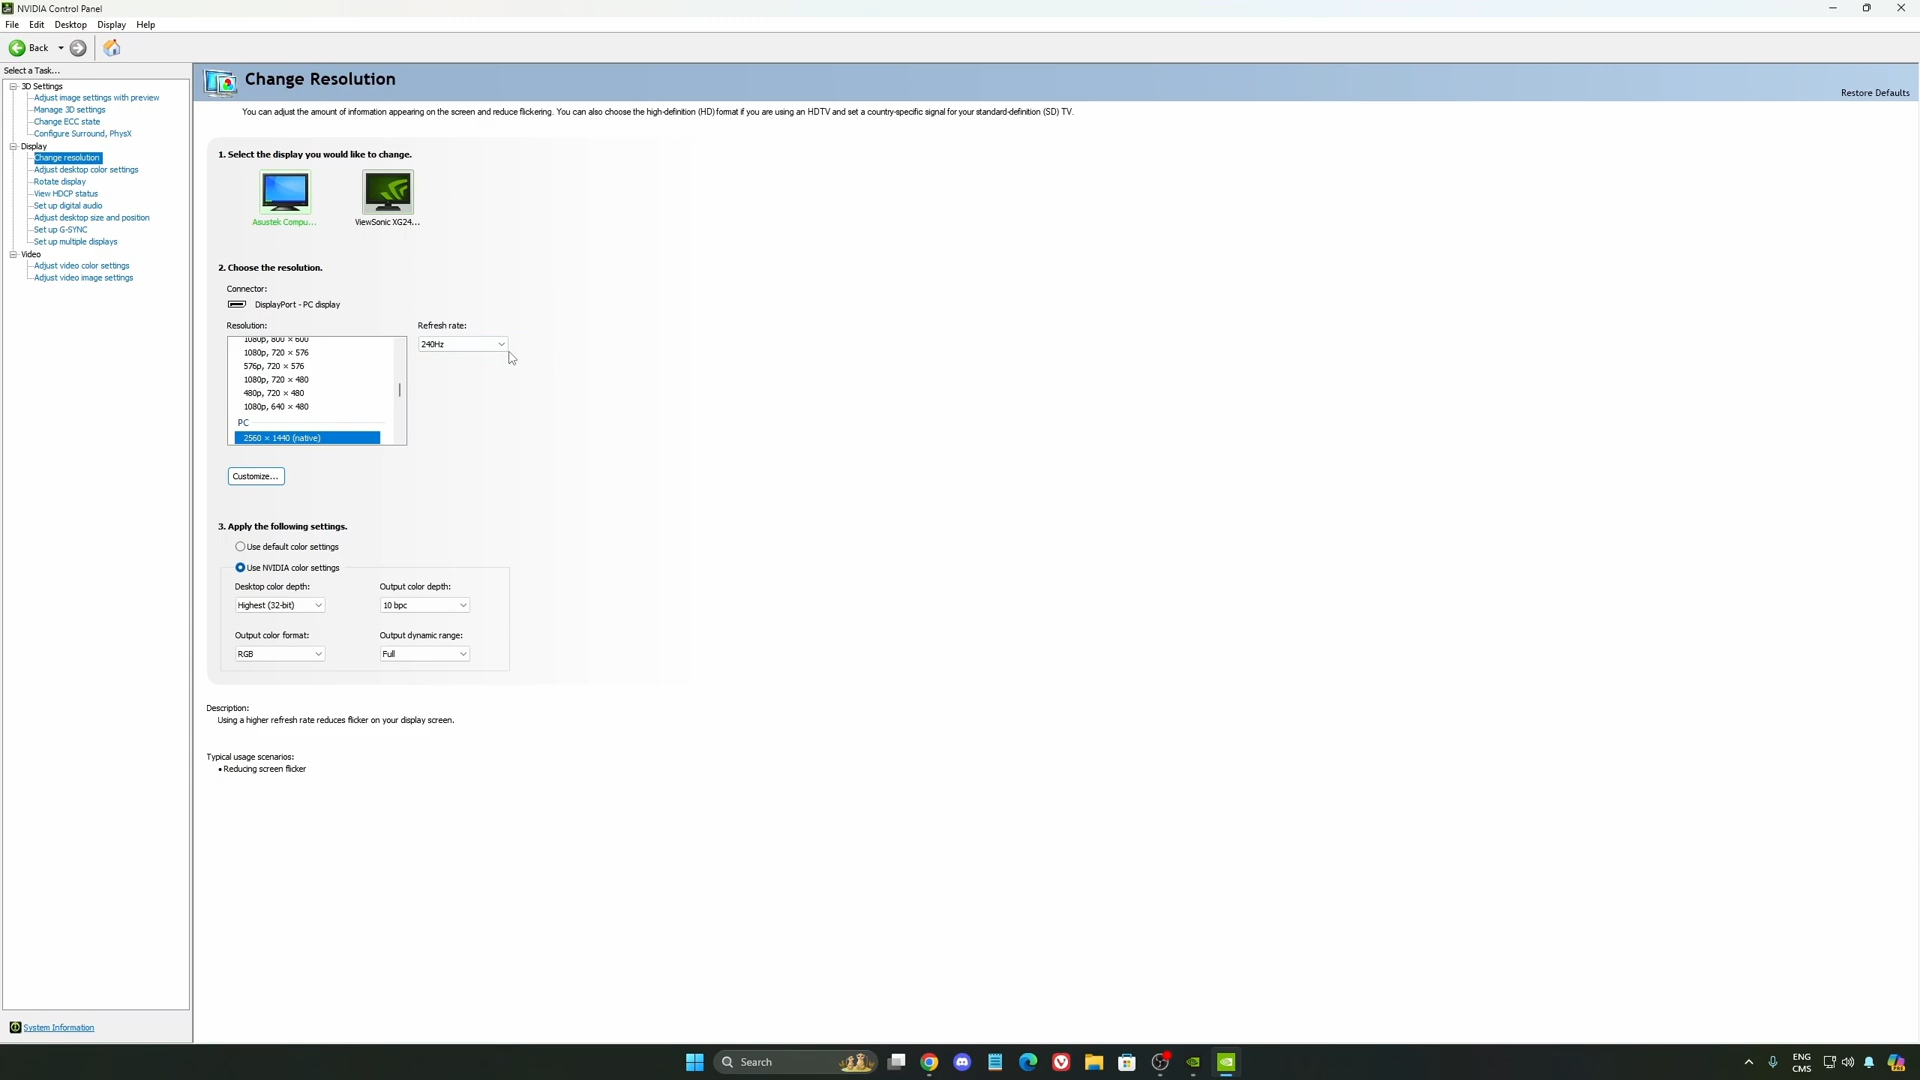 NVIDIA Control Panel
File Edit Desktop Display Help
Back
Select a Task...
3D Settings
Adjust image settings with preview
Manage 3D settings
Change ECC state
Configure Surround, PhysX
Display
Change resolution
Adjust desktop color settings
Rotate display
View HDCP status
Set up digital audio
Adjust desktop size and position
Set up G-SYNC
Set up multiple displays
Video
Adjust video color settings
Adjust video image settings
System Information
Change Resolution
Restore Defaults
You can adjust the amount of information appearing on the screen and reduce flickering. You can also choose the high-definition (HD) format if you are using an HDTV and set a country-specific signal for your standard-definition (SD) TV.
1. Select the display you would like to change.
Asustek Compu... ViewSonic XG24...
2. Choose the resolution.
Connector:
DisplayPort - PC display
Resolution: Refresh rate:
240Hz
1080p, 800 × 600
1080p, 720 × 576
576p, 720 × 576
1080p, 720 × 480
480p, 720 × 480
1080p, 640 × 480
PC
2560 × 1440 (native)
Customize...
3. Apply the following settings.
Use default color settings
Use NVIDIA color settings
Desktop color depth: Output color depth:
Highest (32-bit) 10 bpc
Output color format: Output dynamic range:
RGB Full
Description:
Using a higher refresh rate reduces flicker on your display screen.
Typical usage scenarios:
• Reducing screen flicker
Search
ENG
CMS